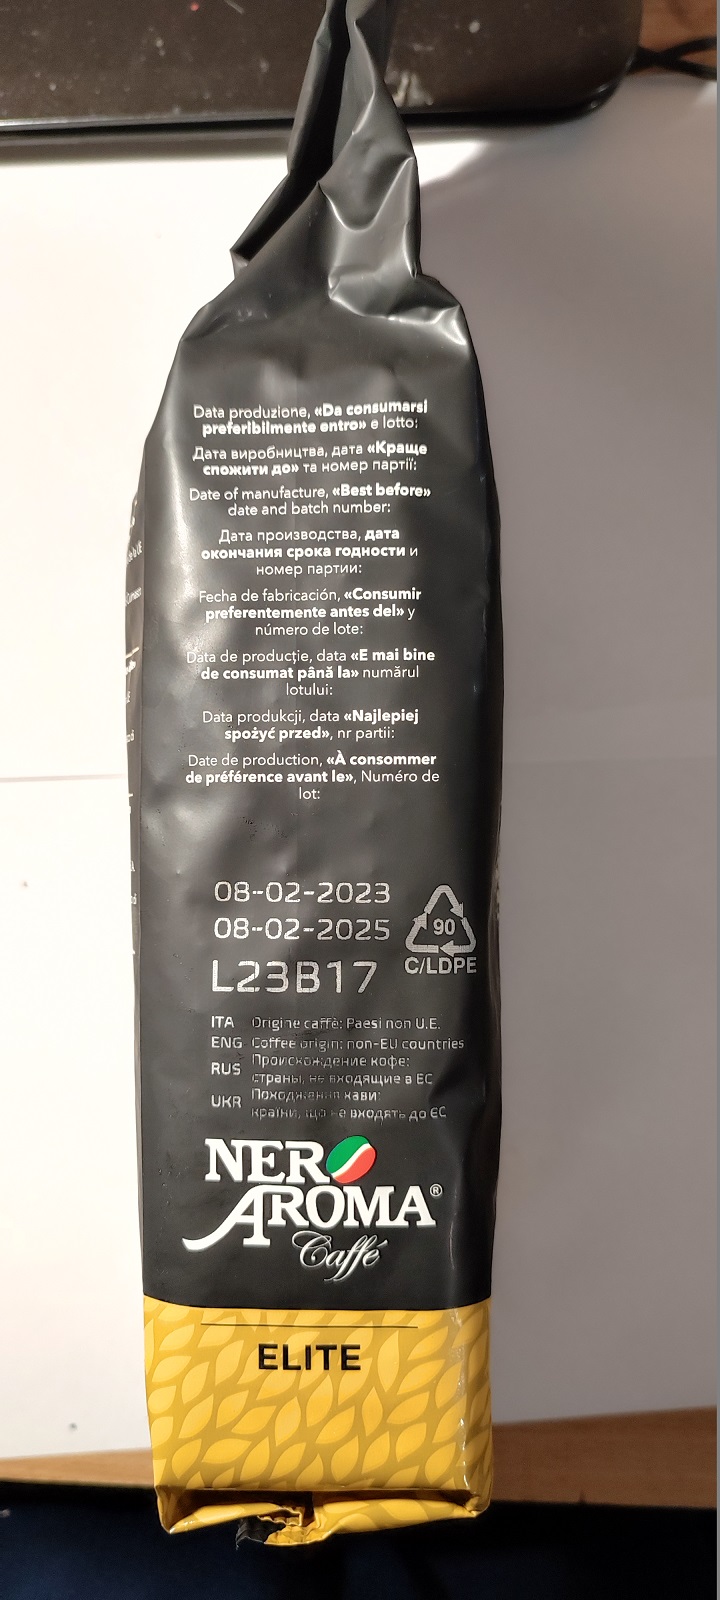 Data produzione, «Da consumarsi
preferibilmente entro» e lotto:
Дата виробництва, дата «Краще
спожити до» та номер партії:
Date of manufacture, «Best before»
date and batch number:
Дата производства, дата
окончания срока годности и
номер партии:
Fecha de fabricación, «Consumir
preferentemente antes del» y
número de lote:
Data de producție, data «E mai bine
de consumat până la» numărul
lotului:
Data produkcji, data «Najlepiej
spożyć przed», nr partii:
Date de production, «À consommer
de préférence avant le», Numéro de
lot:
08-02-2023
08-02-2025
L23B17
90
C/LDPE
ITA Origine caffè: Paesi non U.E.
ENG Coffee origin: non-EU countries
RUS Происхождение кофе:
страны, не входящие в ЕС
UKR Походження кави:
країни, що не входять до ЄС
NERO
AROMA®
Caffé
ELITE